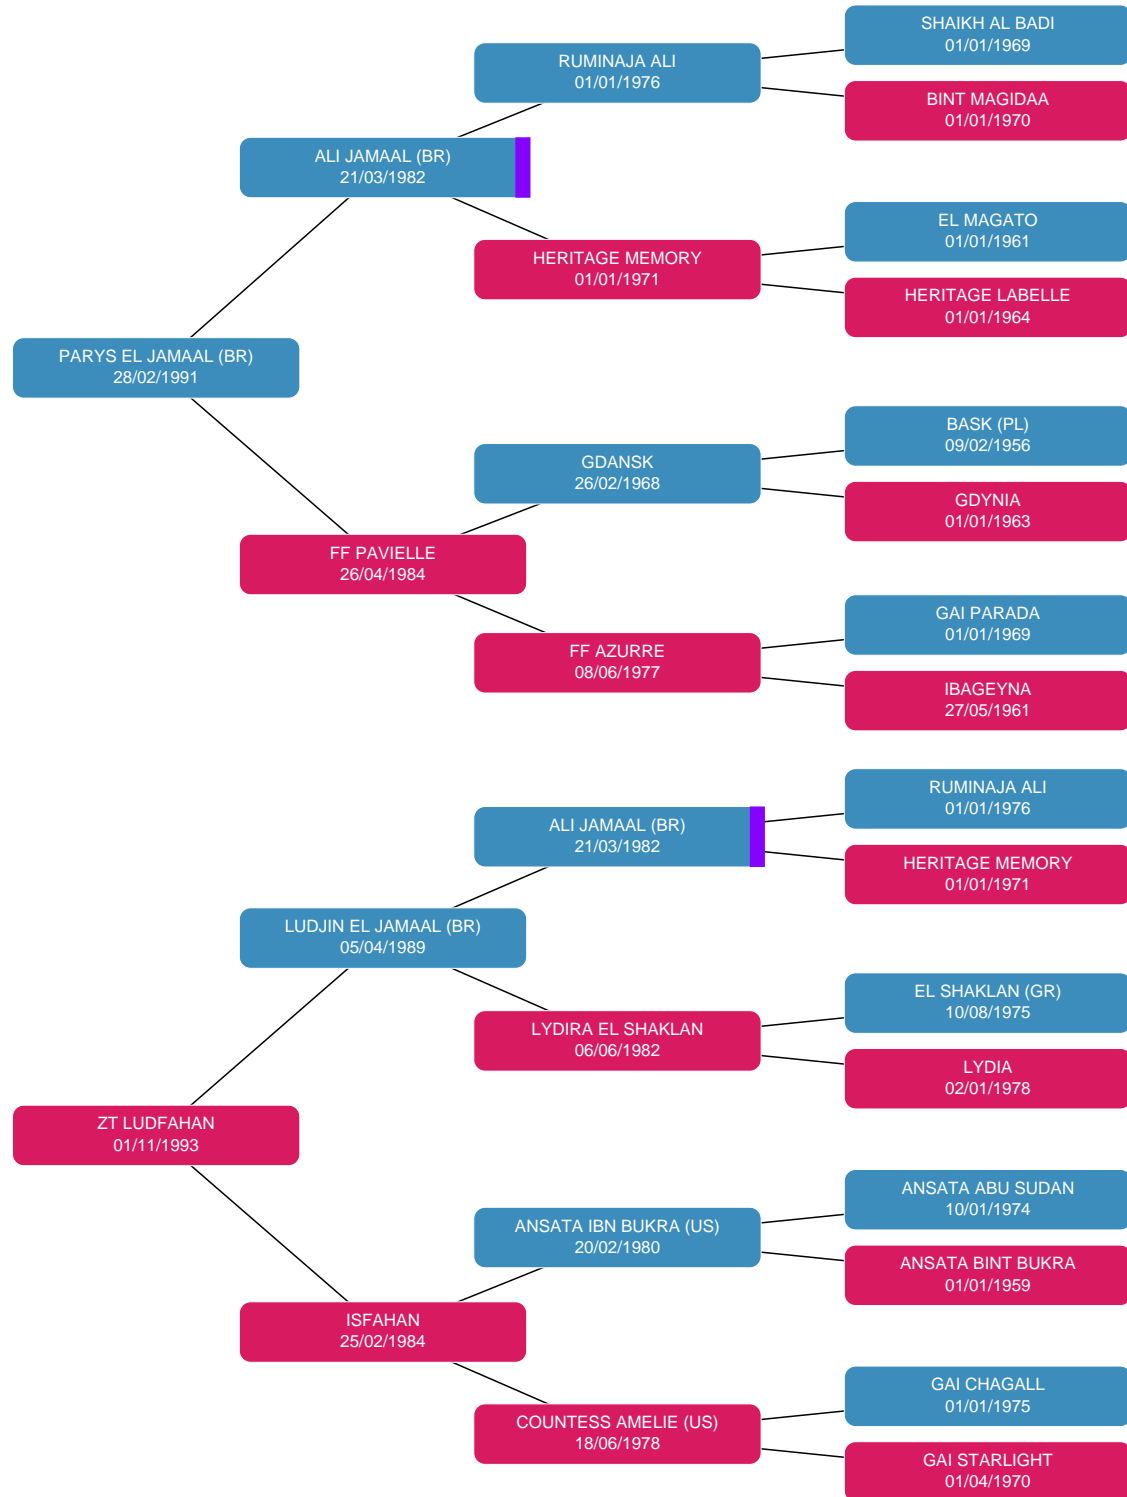 SHAIKH AL BADI
01/01/1969
RUMINAJA ALI
01/01/1976
BINT MAGIDAA
01/01/1970
ALI JAMAAL (BR)
21/03/1982
EL MAGATO
01/01/1961
HERITAGE MEMORY
01/01/1971
HERITAGE LABELLE
01/01/1964
PARYS EL JAMAAL (BR)
28/02/1991
BASK (PL)
09/02/1956
GDANSK
26/02/1968
GDYNIA
01/01/1963
FF PAVIELLE
26/04/1984
GAI PARADA
01/01/1969
FF AZURRE
08/06/1977
IBAGEYNA
27/05/1961
RUMINAJA ALI
01/01/1976
ALI JAMAAL (BR)
21/03/1982
HERITAGE MEMORY
01/01/1971
LUDJIN EL JAMAAL (BR)
05/04/1989
EL SHAKLAN (GR)
10/08/1975
LYDIRA EL SHAKLAN
06/06/1982
LYDIA
02/01/1978
ZT LUDFAHAN
01/11/1993
ANSATA ABU SUDAN
10/01/1974
ANSATA IBN BUKRA (US)
20/02/1980
ANSATA BINT BUKRA
01/01/1959
ISFAHAN
25/02/1984
GAI CHAGALL
01/01/1975
COUNTESS AMELIE (US)
18/06/1978
GAI STARLIGHT
01/04/1970